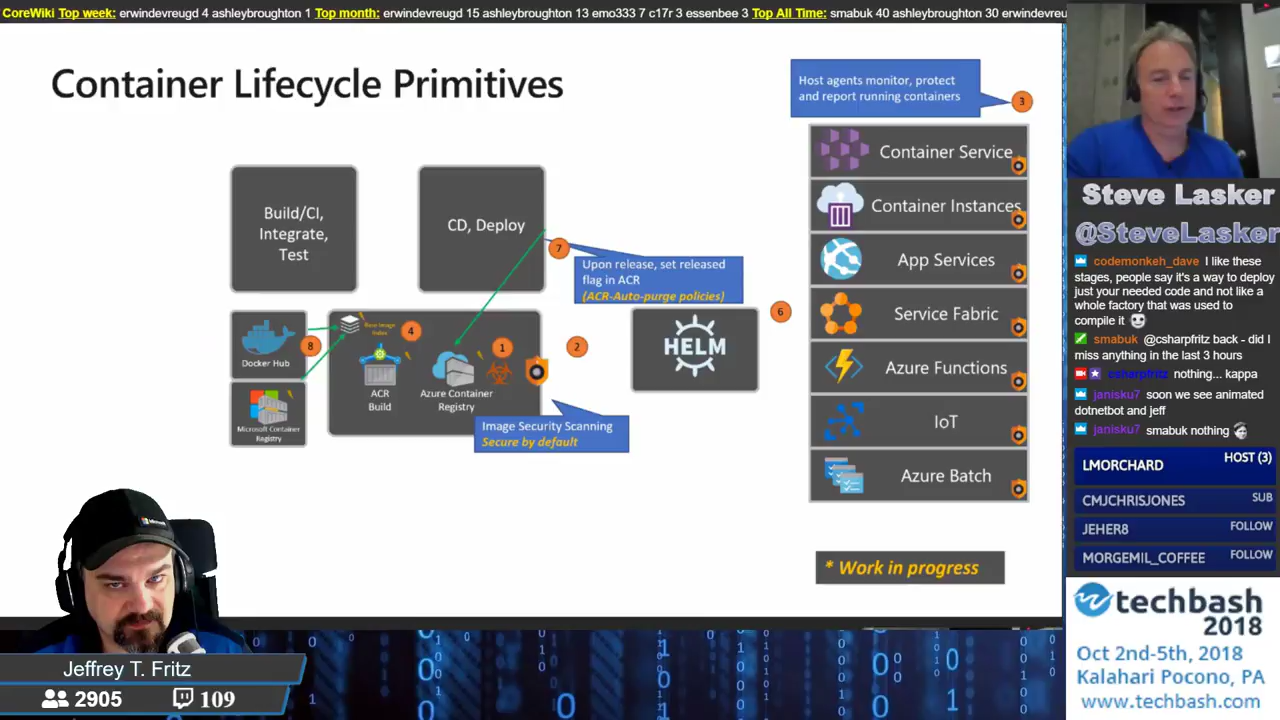 CoreWiki Top week: erwindevreugd 4 ashleybroughton 1 Top month: erwindevreugd 15 ashleybroughton 13 emo333 7 c17r 3 essenbee 3 Top All Time: smabuk 40 ashleybroughton 30 erwindevreu
Container Lifecycle Primitives
Host agents monitor, protect
and report running containers
3
Build/CI,
Integrate,
Test
CD, Deploy
7
Upon release, set released
flag in ACR
(ACR-Auto-purge policies)
Docker Hub
8
Microsoft Container
Registry
Base Image
4
ACR
Build
1
Azure Container
Registry
2
Image Security Scanning
Secure by default
HELM
6
Container Service
Container Instances
App Services
Service Fabric
Azure Functions
IoT
Azure Batch
* Work in progress
Steve Lasker
@SteveLasker
codemonkeh_dave I like these
stages, people say it's a way to deploy
just your needed code and not like a
whole factory that was used to
compile it
smabuk @csharpfritz back - did I
miss anything in the last 3 hours
csharpfritz nothing... kappa
janisku7 soon we see animated
dotnetbot and jeff
janisku7 smabuk nothing
LMORCHARD HOST (3)
CMJCHRISJONES SUB
JEHER8 FOLLOW
MORGEMIL_COFFEE FOLLOW
techbash
2018
Oct 2nd-5th, 2018
Kalahari Pocono, PA
www.techbash.com
Jeffrey T. Fritz
2905 109